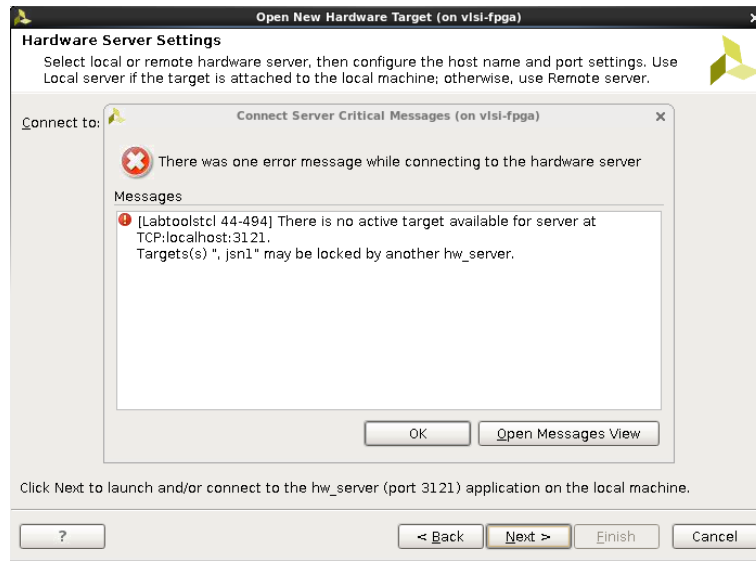 Open New Hardware Target (on vlsi-fpga)
Hardware Server Settings
Select local or remote hardware server, then configure the host name and port settings. Use
Local server if the target is attached to the local machine; otherwise, use Remote server.
Connect to:
Connect Server Critical Messages (on vlsi-fpga)
There was one error message while connecting to the hardware server
Messages
[Labtoolstcl 44-494] There is no active target available for server at
TCP:localhost:3121.
Targets(s) ", jsn1" may be locked by another hw_server.
OK
Open Messages View
Click Next to launch and/or connect to the hw_server (port 3121) application on the local machine.
?
< Back
Next >
Finish
Cancel